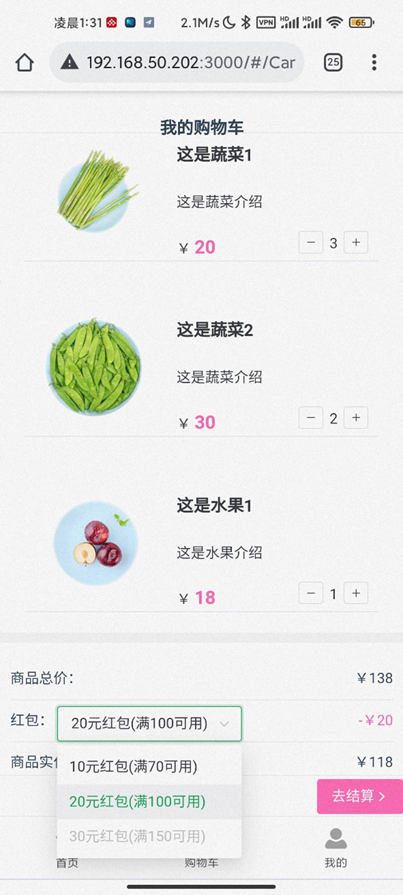 凌晨1:31
2.1M/s VPN HD HD 65
192.168.50.202:3000/#/Car
25
我的购物车
这是蔬菜1
这是蔬菜介绍
¥ 20
− 3 +
这是蔬菜2
这是蔬菜介绍
¥ 30
− 2 +
这是水果1
这是水果介绍
¥ 18
− 1 +
商品总价：
￥138
红包：
20元红包(满100可用)
-￥20
商品实
￥118
10元红包(满70可用)
20元红包(满100可用)
30元红包(满150可用)
去结算 >
首页
购物车
我的